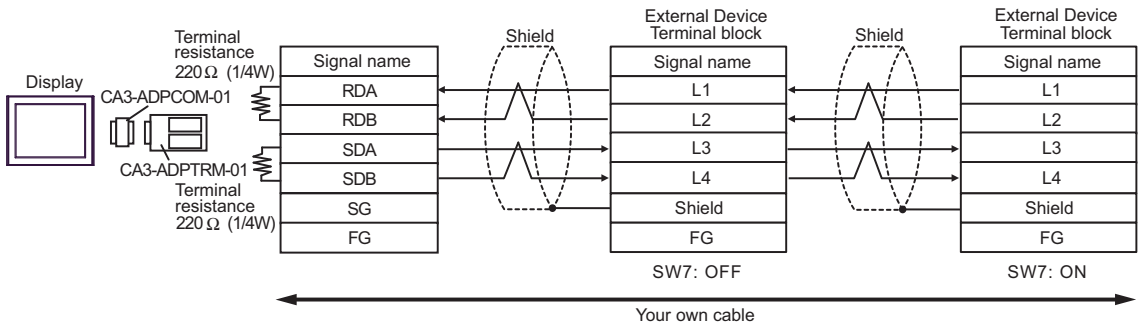 Display
CA3-ADPCOM-01
CA3-ADPTRM-01
Terminal
resistance
220Ω (1/4W)
Terminal
resistance
220Ω (1/4W)
Signal name
RDA
RDB
SDA
SDB
SG
FG
Shield
External Device
Terminal block
Signal name
L1
L2
L3
L4
Shield
FG
SW7: OFF
Shield
External Device
Terminal block
Signal name
L1
L2
L3
L4
Shield
FG
SW7: ON
Your own cable